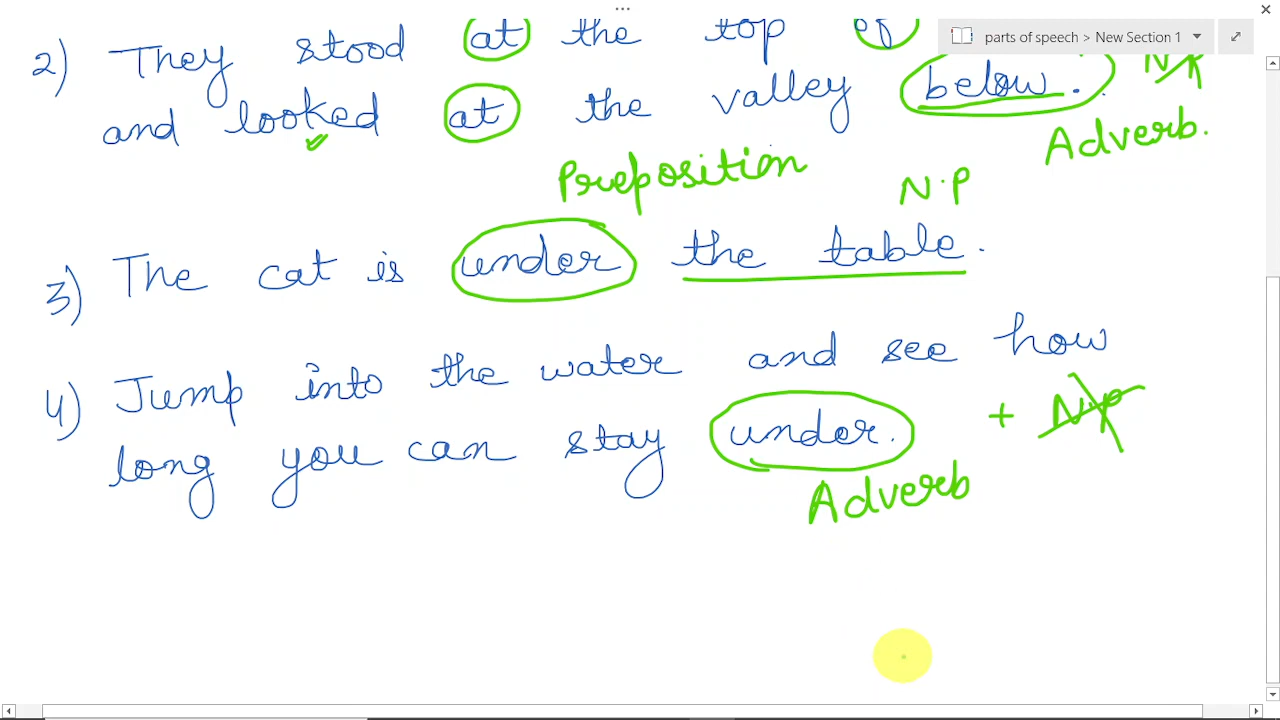 ...
parts of speech > New Section 1
2) They stood at the top of
N.P
and looked at the valley below.
Adverb.
Preposition
N.P
3) The cat is under the table.
4) Jump into the water and see how
long you can stay under. + N.P
Adverb